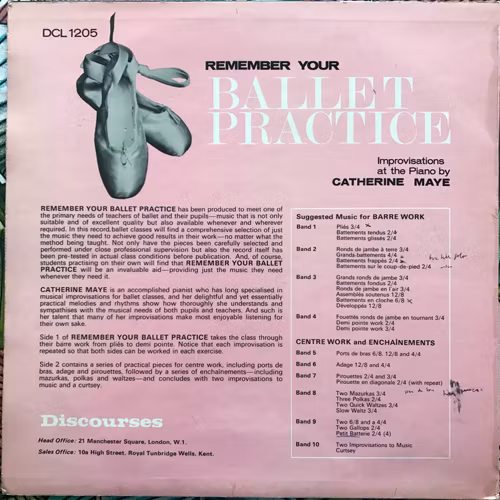 DCL 1205
REMEMBER YOUR
BALLET
PRACTICE
Improvisations
at the Piano by
CATHERINE MAYE
REMEMBER YOUR BALLET PRACTICE has been produced to meet one of
the primary needs of teachers of ballet and their pupils—music that is not only
suitable and of excellent quality but also available whenever and wherever
required. In this record, ballet classes will find a comprehensive selection of just
the music they need to achieve good results in their work—no matter what the
method being taught. Not only have the pieces been carefully selected and
performed under close professional supervision but also the record itself has
been pre-tested in actual class conditions before publication. And, of course,
students practising on their own will find that REMEMBER YOUR BALLET
PRACTICE will be an invaluable aid—providing just the music they need
whenever they need it.
CATHERINE MAYE is an accomplished pianist who has long specialised in
musical improvisations for ballet classes, and her delightful and yet essentially
practical melodies and rhythms show how thoroughly she understands and
sympathises with the musical needs of both pupils and teachers. And such is
her talent that many of her improvisations make most enjoyable listening for
their own sake.
Side 1 of REMEMBER YOUR BALLET PRACTICE takes the class through
their barre work from pliés to demi pointe. Notice that each improvisation is
repeated so that both sides can be worked in each exercise.
Side 2 contains a series of practical pieces for centre work, including ports de
bras, adage and pirouettes, followed by a series of enchaînements—including
mazurkas, polkas and waltzes—and concludes with two improvisations to
music and a curtsey.
Discourses
Head Office: 21 Manchester Square, London, W.1.
Sales Office: 10a High Street, Royal Tunbridge Wells, Kent.
Suggested Music for BARRE WORK
Band 1 Pliés 3/4 x
Battements tendus 2/4
Battements glissés 2/4
Band 2 Ronds de jambe à terre 3/4
Grands battements 4/4
Battements frappés 2/4
Battements sur le coup-de-pied 2/4
Band 3 Grands ronds de jambe 3/4
Battements fondus 2/4
Ronds de jambe en l'air 3/4
Assemblés soutenus 12/8
Battements en cloche 6/8 x
Développés 12/8
Band 4 Fouettés ronds de jambe en tournant 3/4
Demi pointe work 2/4
Demi pointe work 3/4
CENTRE WORK and ENCHAÎNEMENTS
Band 5 Ports de bras 6/8, 12/8 and 4/4
Band 6 Adage 12/8 and 4/4
Band 7 Pirouettes 2/4 and 3/4
Pirouette en diagonale 2/4 (with repeat)
Band 8 Two Mazurkas 3/4
Three Polkas 2/4
Two Quick Waltzes 3/4
Slow Waltz 3/4
Band 9 Two 6/8 and a 4/4
Two Gallops 2/4
Petit Batterie 2/4 (4)
Band 10 Two Improvisations to Music
Curtsey